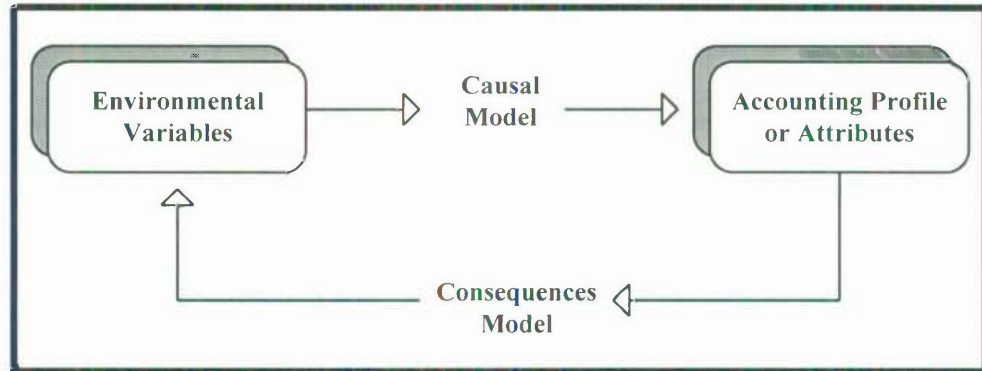 Environmental
Variables
Causal
Model
Accounting Profile
or Attributes
Consequences
Model